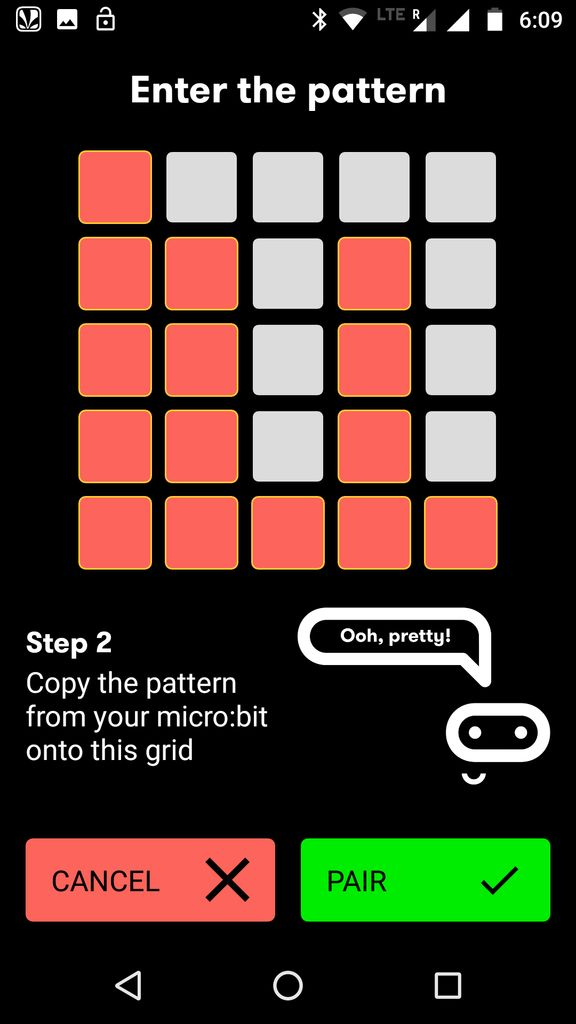 LTE R 6:09
Enter the pattern
Ooh, pretty!
Step 2
Copy the pattern
from your micro:bit
onto this grid
CANCEL
PAIR